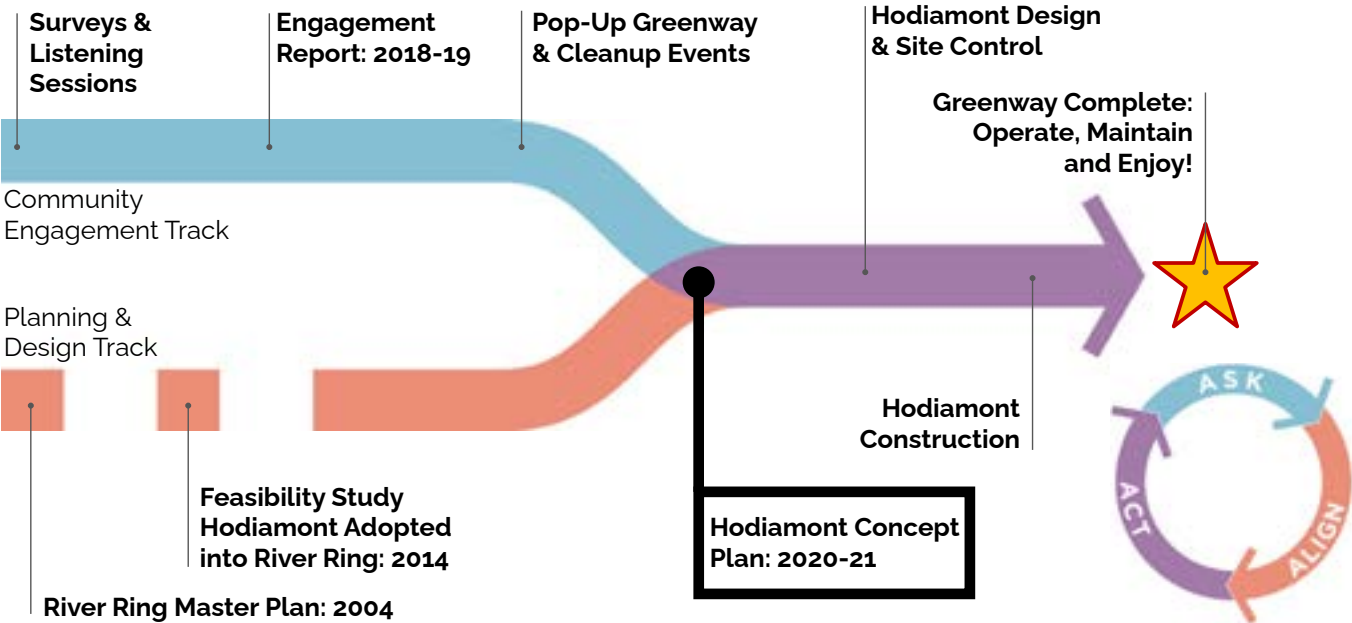 Surveys &
Listening
Sessions
Engagement
Report: 2018-19
Pop-Up Greenway
& Cleanup Events
Hodiamont Design
& Site Control
Greenway Complete:
Operate, Maintain
and Enjoy!
Community
Engagement Track
Planning &
Design Track
Hodiamont
Construction
Feasibility Study
Hodiamont Adopted
into River Ring: 2014
River Ring Master Plan: 2004
Hodiamont Concept
Plan: 2020-21
ASK
ALIGN
ACT